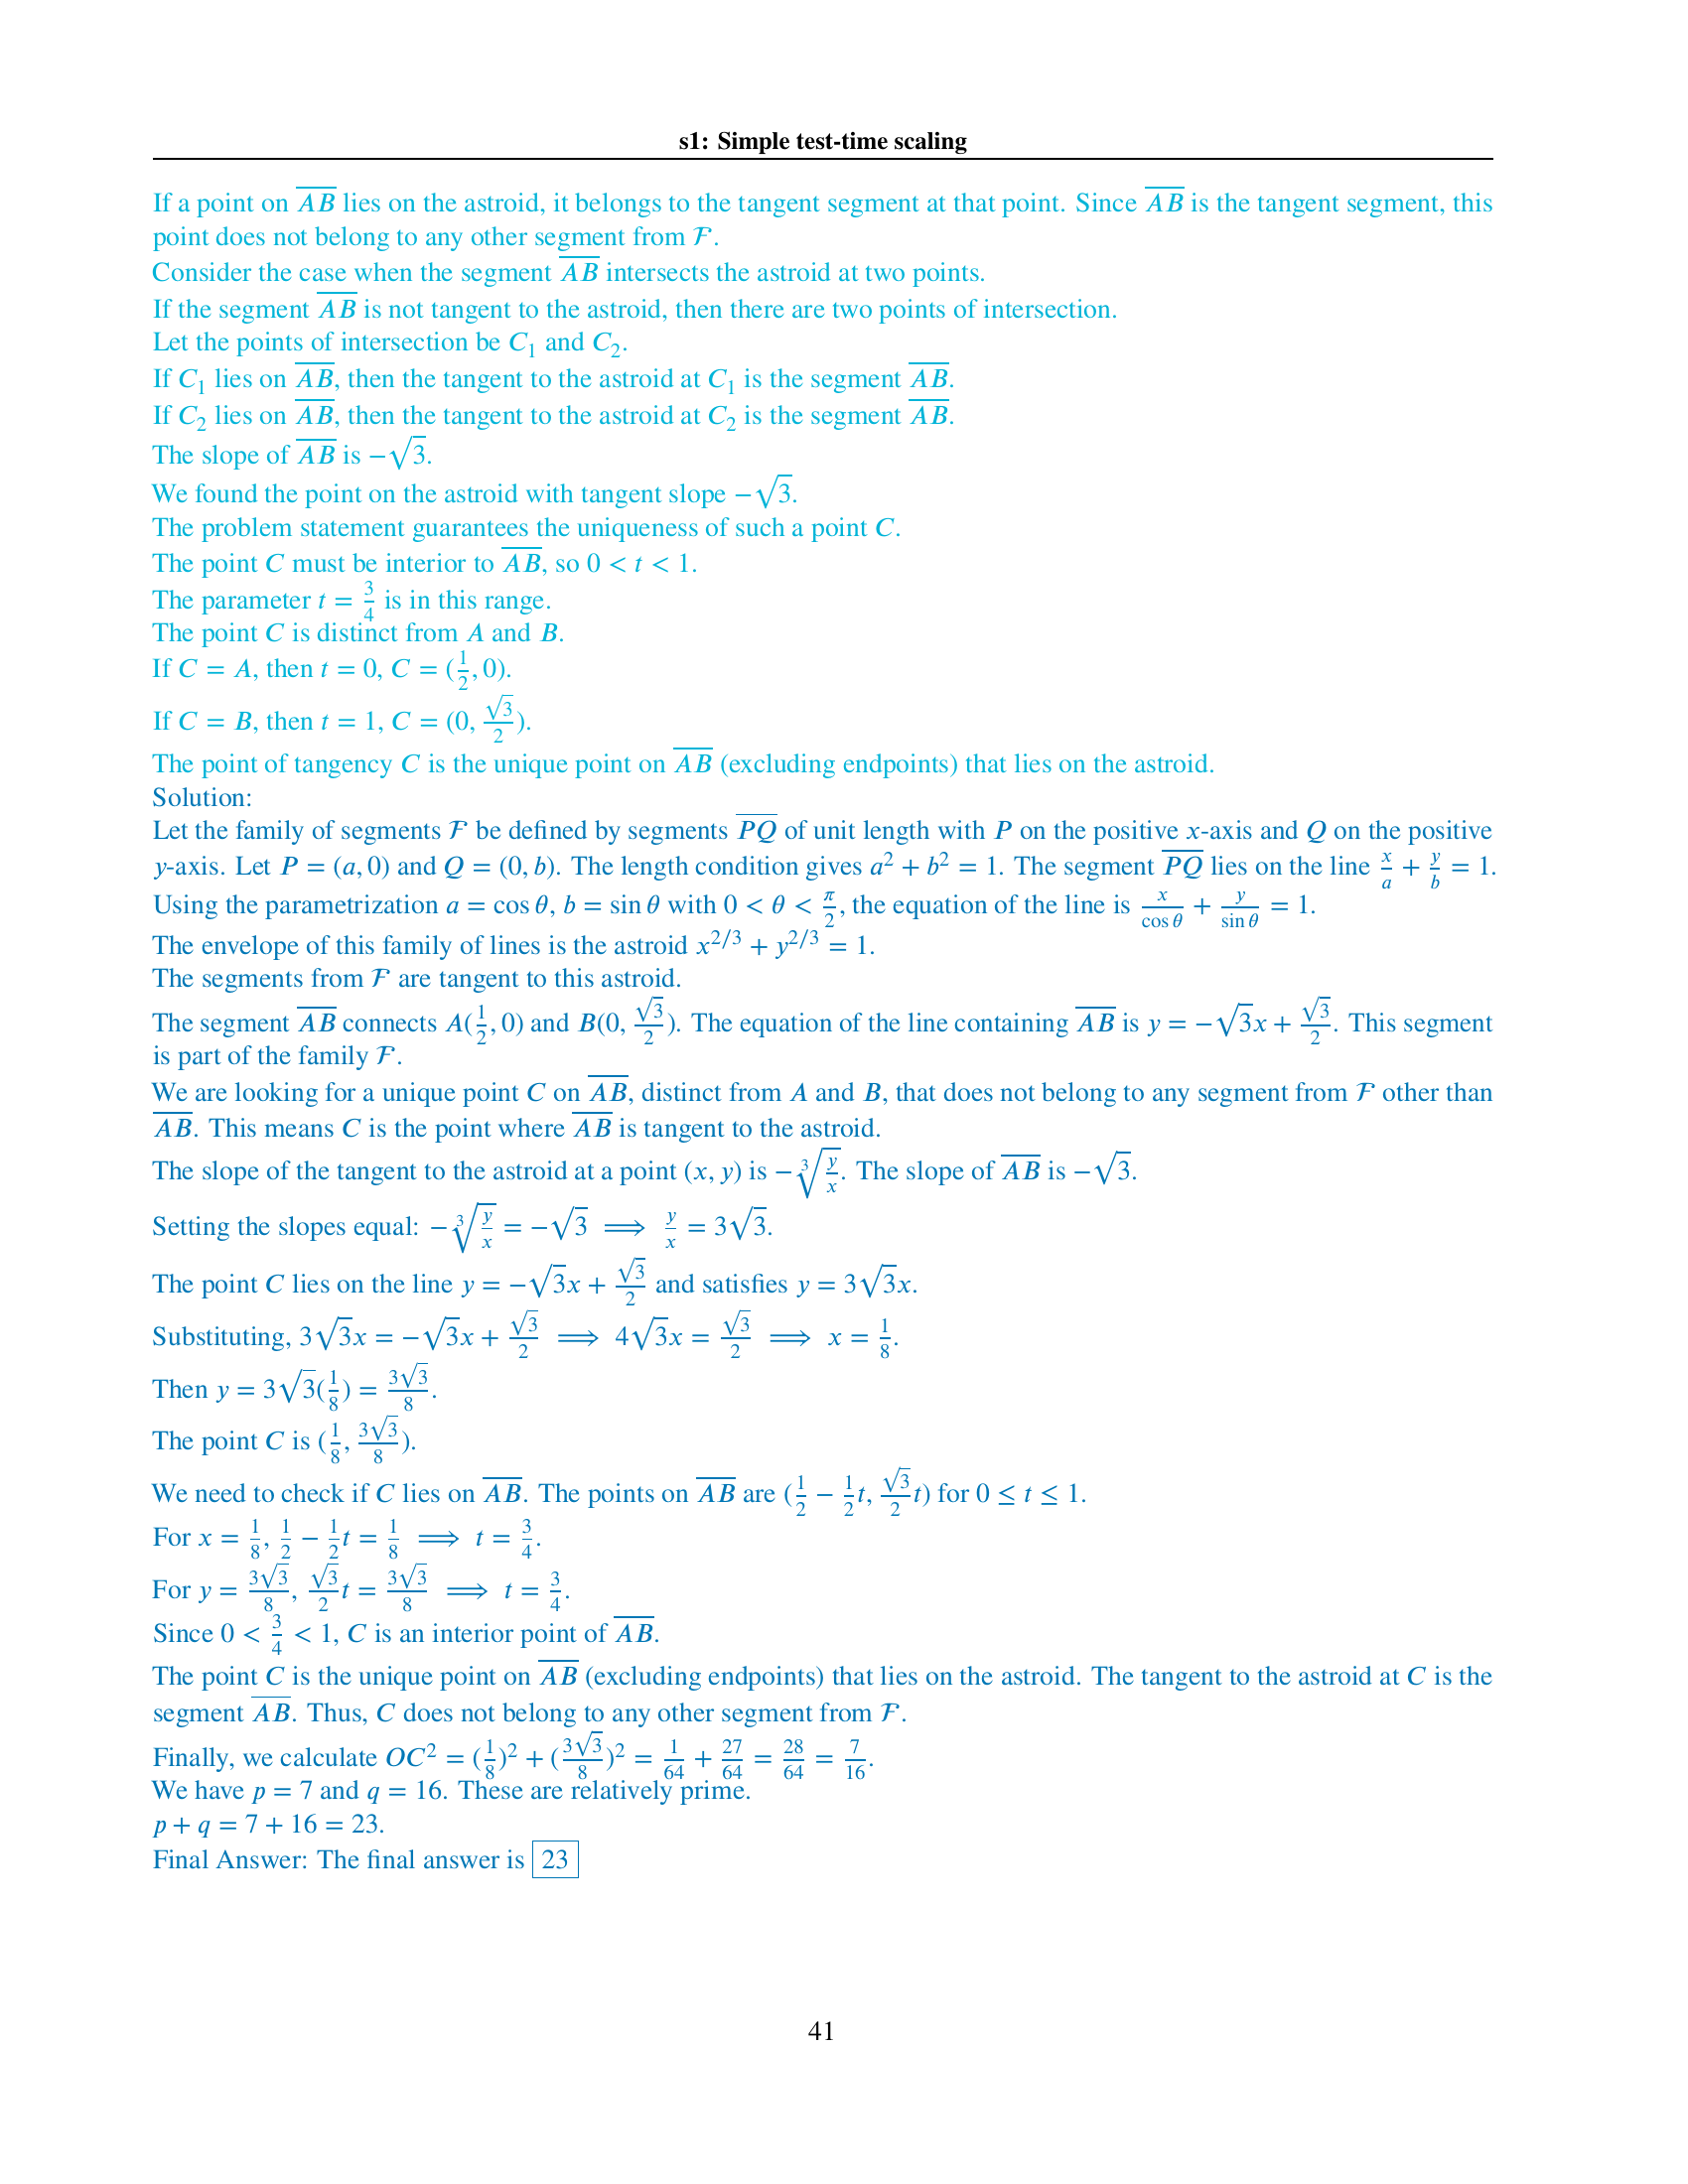 s1: Simple test-time scaling
If a point on $\overline{AB}$ lies on the astroid, it belongs to the tangent segment at that point. Since $\overline{AB}$ is the tangent segment, this
point does not belong to any other segment from $\mathcal{F}$.
Consider the case when the segment $\overline{AB}$ intersects the astroid at two points.
If the segment $\overline{AB}$ is not tangent to the astroid, then there are two points of intersection.
Let the points of intersection be $C_1$ and $C_2$.
If $C_1$ lies on $\overline{AB}$, then the tangent to the astroid at $C_1$ is the segment $\overline{AB}$.
If $C_2$ lies on $\overline{AB}$, then the tangent to the astroid at $C_2$ is the segment $\overline{AB}$.
The slope of $\overline{AB}$ is $-\sqrt{3}$.
We found the point on the astroid with tangent slope $-\sqrt{3}$.
The problem statement guarantees the uniqueness of such a point $C$.
The point $C$ must be interior to $\overline{AB}$, so $0 < t < 1$.
The parameter $t = \frac{3}{4}$ is in this range.
The point $C$ is distinct from $A$ and $B$.
If $C = A$, then $t = 0$, $C = (\frac{1}{2}, 0)$.
If $C = B$, then $t = 1$, $C = (0, \frac{\sqrt{3}}{2})$.
The point of tangency $C$ is the unique point on $\overline{AB}$ (excluding endpoints) that lies on the astroid.
Solution:
Let the family of segments $\mathcal{F}$ be defined by segments $\overline{PQ}$ of unit length with $P$ on the positive $x$-axis and $Q$ on the positive
$y$-axis. Let $P = (a, 0)$ and $Q = (0, b)$. The length condition gives $a^2 + b^2 = 1$. The segment $\overline{PQ}$ lies on the line $\frac{x}{a} + \frac{y}{b} = 1$.
Using the parametrization $a = \cos\theta$, $b = \sin\theta$ with $0 < \theta < \frac{\pi}{2}$, the equation of the line is $\frac{x}{\cos\theta} + \frac{y}{\sin\theta} = 1$.
The envelope of this family of lines is the astroid $x^{2/3} + y^{2/3} = 1$.
The segments from $\mathcal{F}$ are tangent to this astroid.
The segment $\overline{AB}$ connects $A(\frac{1}{2}, 0)$ and $B(0, \frac{\sqrt{3}}{2})$. The equation of the line containing $\overline{AB}$ is $y = -\sqrt{3}x + \frac{\sqrt{3}}{2}$. This segment
is part of the family $\mathcal{F}$.
We are looking for a unique point $C$ on $\overline{AB}$, distinct from $A$ and $B$, that does not belong to any segment from $\mathcal{F}$ other than
$\overline{AB}$. This means $C$ is the point where $\overline{AB}$ is tangent to the astroid.
The slope of the tangent to the astroid at a point $(x, y)$ is $-\sqrt[3]{\frac{y}{x}}$. The slope of $\overline{AB}$ is $-\sqrt{3}$.
Setting the slopes equal: $-\sqrt[3]{\frac{y}{x}} = -\sqrt{3} \implies \frac{y}{x} = 3\sqrt{3}$.
The point $C$ lies on the line $y = -\sqrt{3}x + \frac{\sqrt{3}}{2}$ and satisfies $y = 3\sqrt{3}x$.
Substituting, $3\sqrt{3}x = -\sqrt{3}x + \frac{\sqrt{3}}{2} \implies 4\sqrt{3}x = \frac{\sqrt{3}}{2} \implies x = \frac{1}{8}$.
Then $y = 3\sqrt{3}(\frac{1}{8}) = \frac{3\sqrt{3}}{8}$.
The point $C$ is $(\frac{1}{8}, \frac{3\sqrt{3}}{8})$.
We need to check if $C$ lies on $\overline{AB}$. The points on $\overline{AB}$ are $(\frac{1}{2} - \frac{1}{2}t, \frac{\sqrt{3}}{2}t)$ for $0 \leq t \leq 1$.
For $x = \frac{1}{8}$, $\frac{1}{2} - \frac{1}{2}t = \frac{1}{8} \implies t = \frac{3}{4}$.
For $y = \frac{3\sqrt{3}}{8}$, $\frac{\sqrt{3}}{2}t = \frac{3\sqrt{3}}{8} \implies t = \frac{3}{4}$.
Since $0 < \frac{3}{4} < 1$, $C$ is an interior point of $\overline{AB}$.
The point $C$ is the unique point on $\overline{AB}$ (excluding endpoints) that lies on the astroid. The tangent to the astroid at $C$ is the
segment $\overline{AB}$. Thus, $C$ does not belong to any other segment from $\mathcal{F}$.
Finally, we calculate $OC^2 = (\frac{1}{8})^2 + (\frac{3\sqrt{3}}{8})^2 = \frac{1}{64} + \frac{27}{64} = \frac{28}{64} = \frac{7}{16}$.
We have $p = 7$ and $q = 16$. These are relatively prime.
$p + q = 7 + 16 = 23$.
Final Answer: The final answer is $\boxed{23}$
41